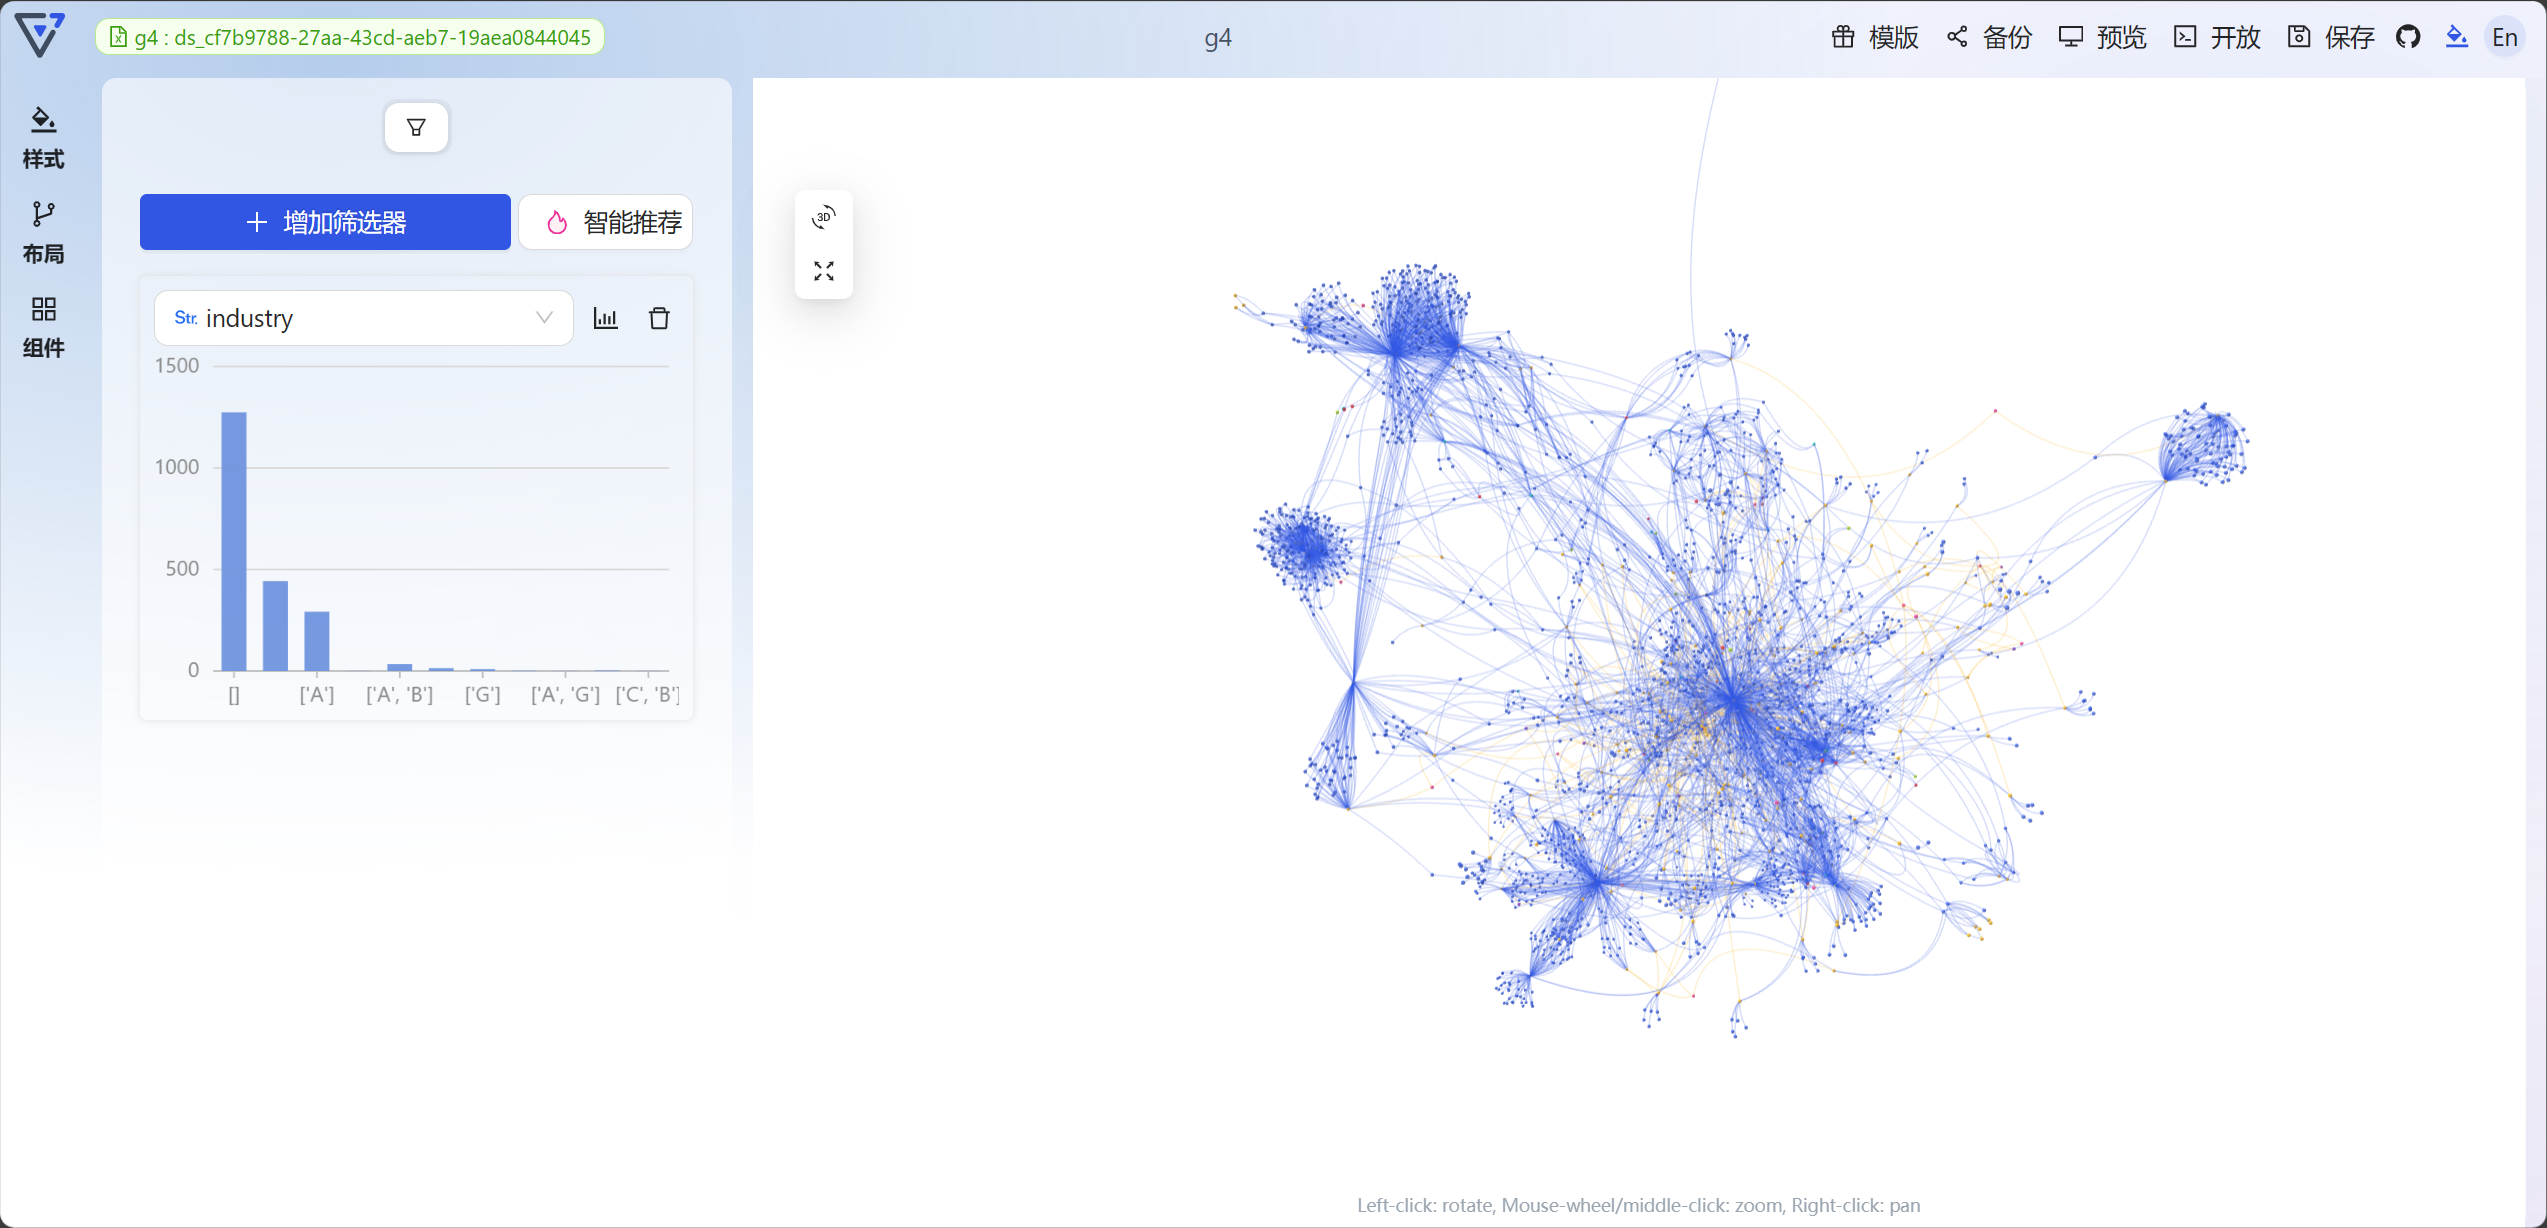 g4 : ds_cf7b9788-27aa-43cd-aeb7-19aea0844045
g4
模版 备份 预览 开放 保存 En
样式
布局
组件
增加筛选器 智能推荐
Str. industry
1500
1000
500
0
[] ['A'] ['A', 'B'] ['G'] ['A', 'G'] ['C', 'B']
3D
Left-click: rotate, Mouse-wheel/middle-click: zoom, Right-click: pan